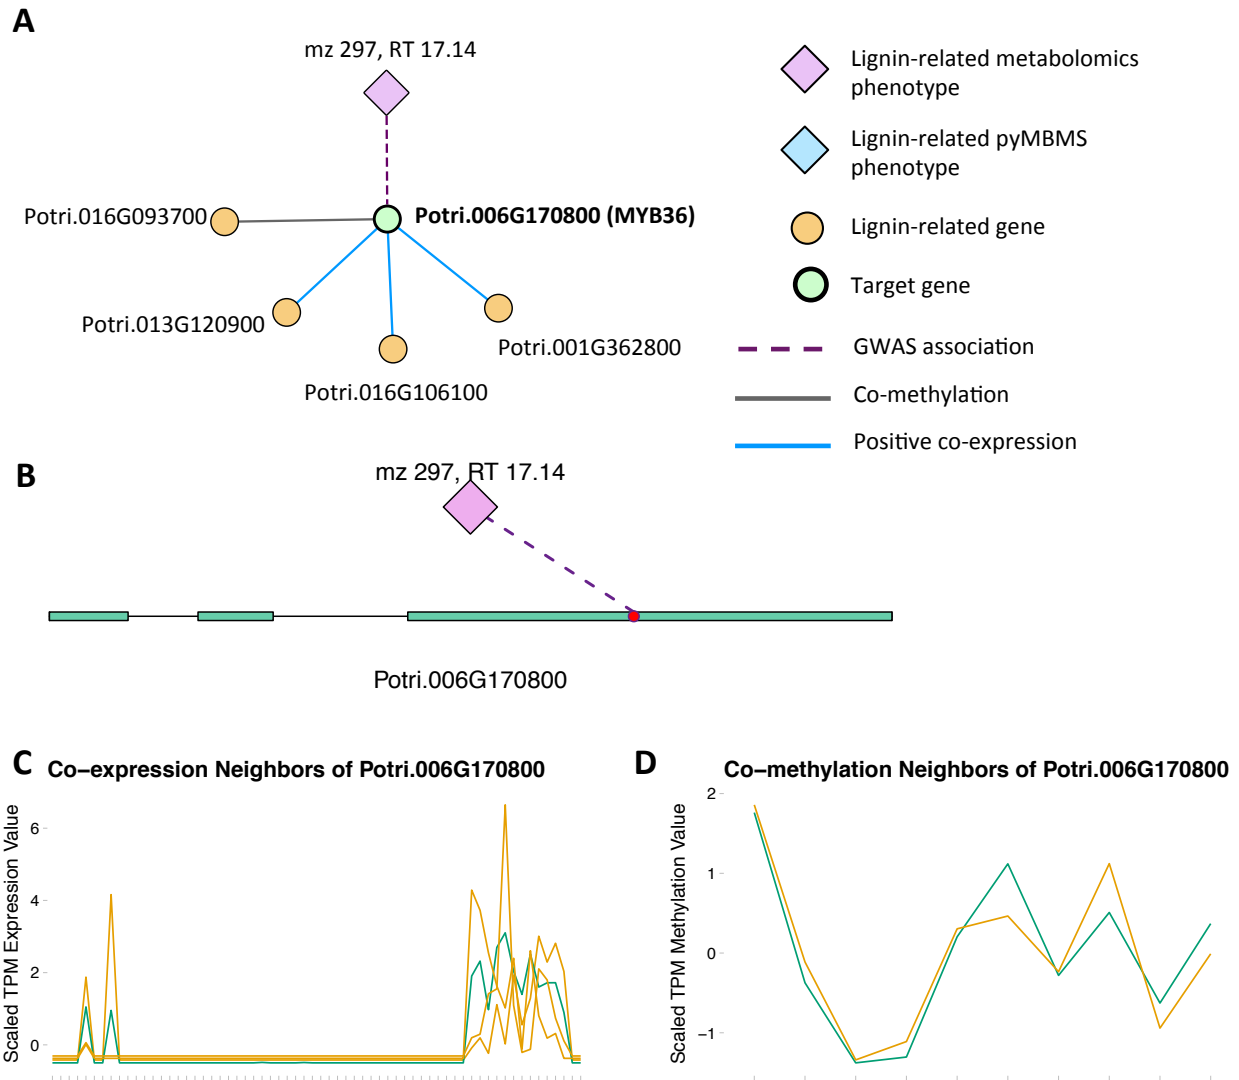 A
mz 297, RT 17.14
Potri.016G093700
Potri.006G170800 (MYB36)
Potri.013G120900
Potri.016G106100
Potri.001G362800
Lignin-related metabolomics
phenotype
Lignin-related pyMBMS
phenotype
Lignin-related gene
Target gene
GWAS association
Co-methylation
Positive co-expression
B
mz 297, RT 17.14
Potri.006G170800
C
Co−expression Neighbors of Potri.006G170800
Scaled TPM Expression Value
6
4
2
0
D
Co−methylation Neighbors of Potri.006G170800
Scaled TPM Methylation Value
2
1
0
−1